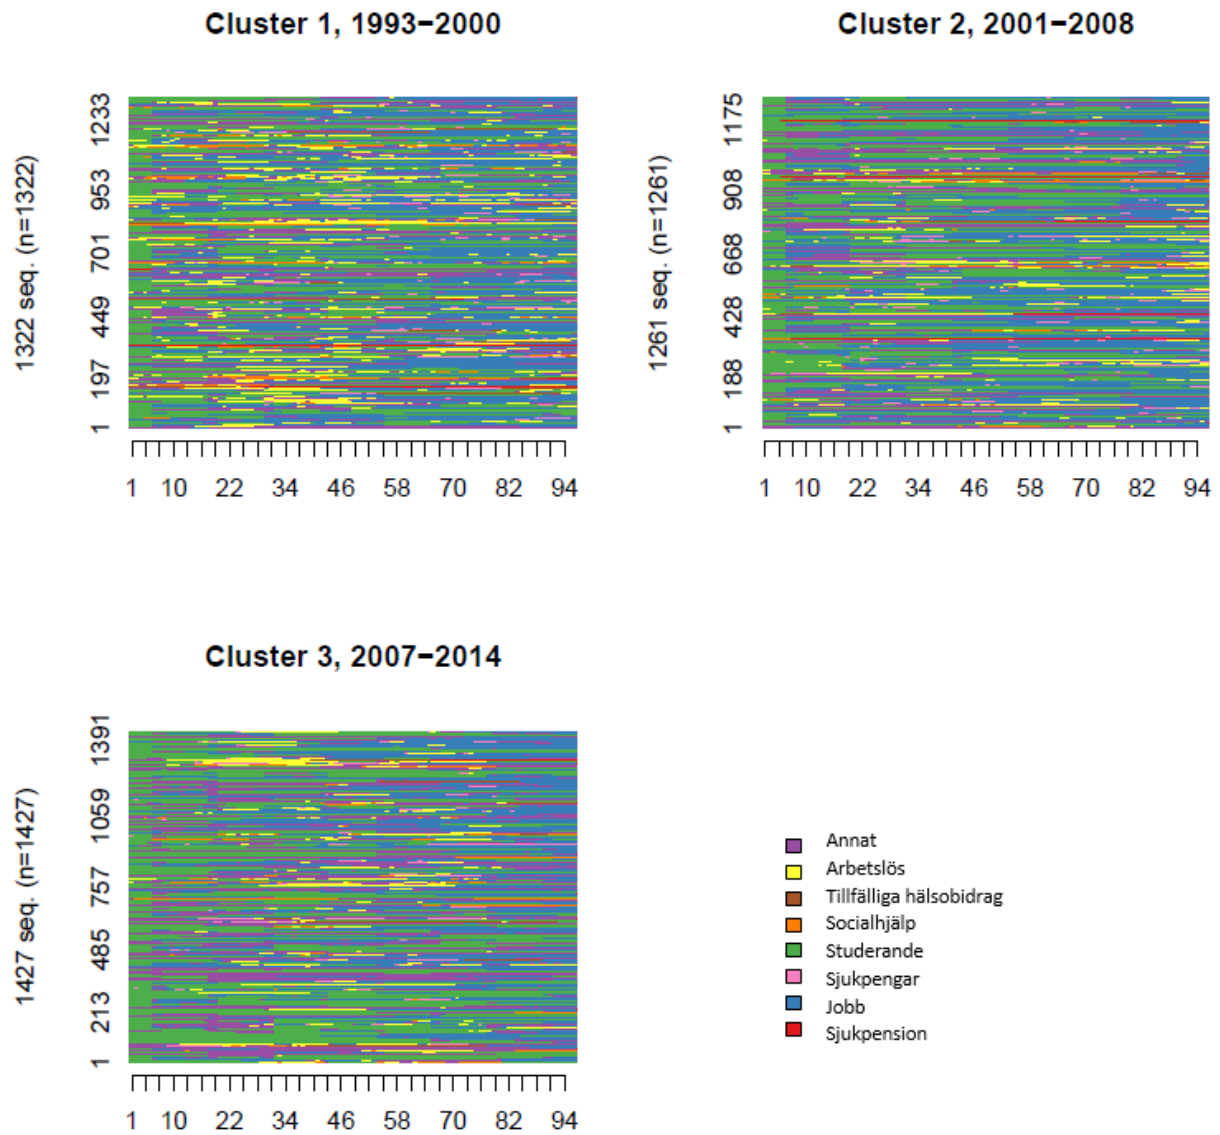 Cluster 1, 1993−2000
13322 seq. (n=13322)
1 197 449 701 953 1233
1 10 22 34 46 58 70 82 94
Cluster 2, 2001−2008
1261 seq. (n=1261)
1 188 428 668 908 1175
1 10 22 34 46 58 70 82 94
Cluster 3, 2007−2014
1427 seq. (n=1427)
1 213 485 757 1059 1391
1 10 22 34 46 58 70 82 94
Annat
Arbetslös
Tillfälliga hälsobidrag
Socialhjälp
Studerande
Sjukpengar
Jobb
Sjukpension